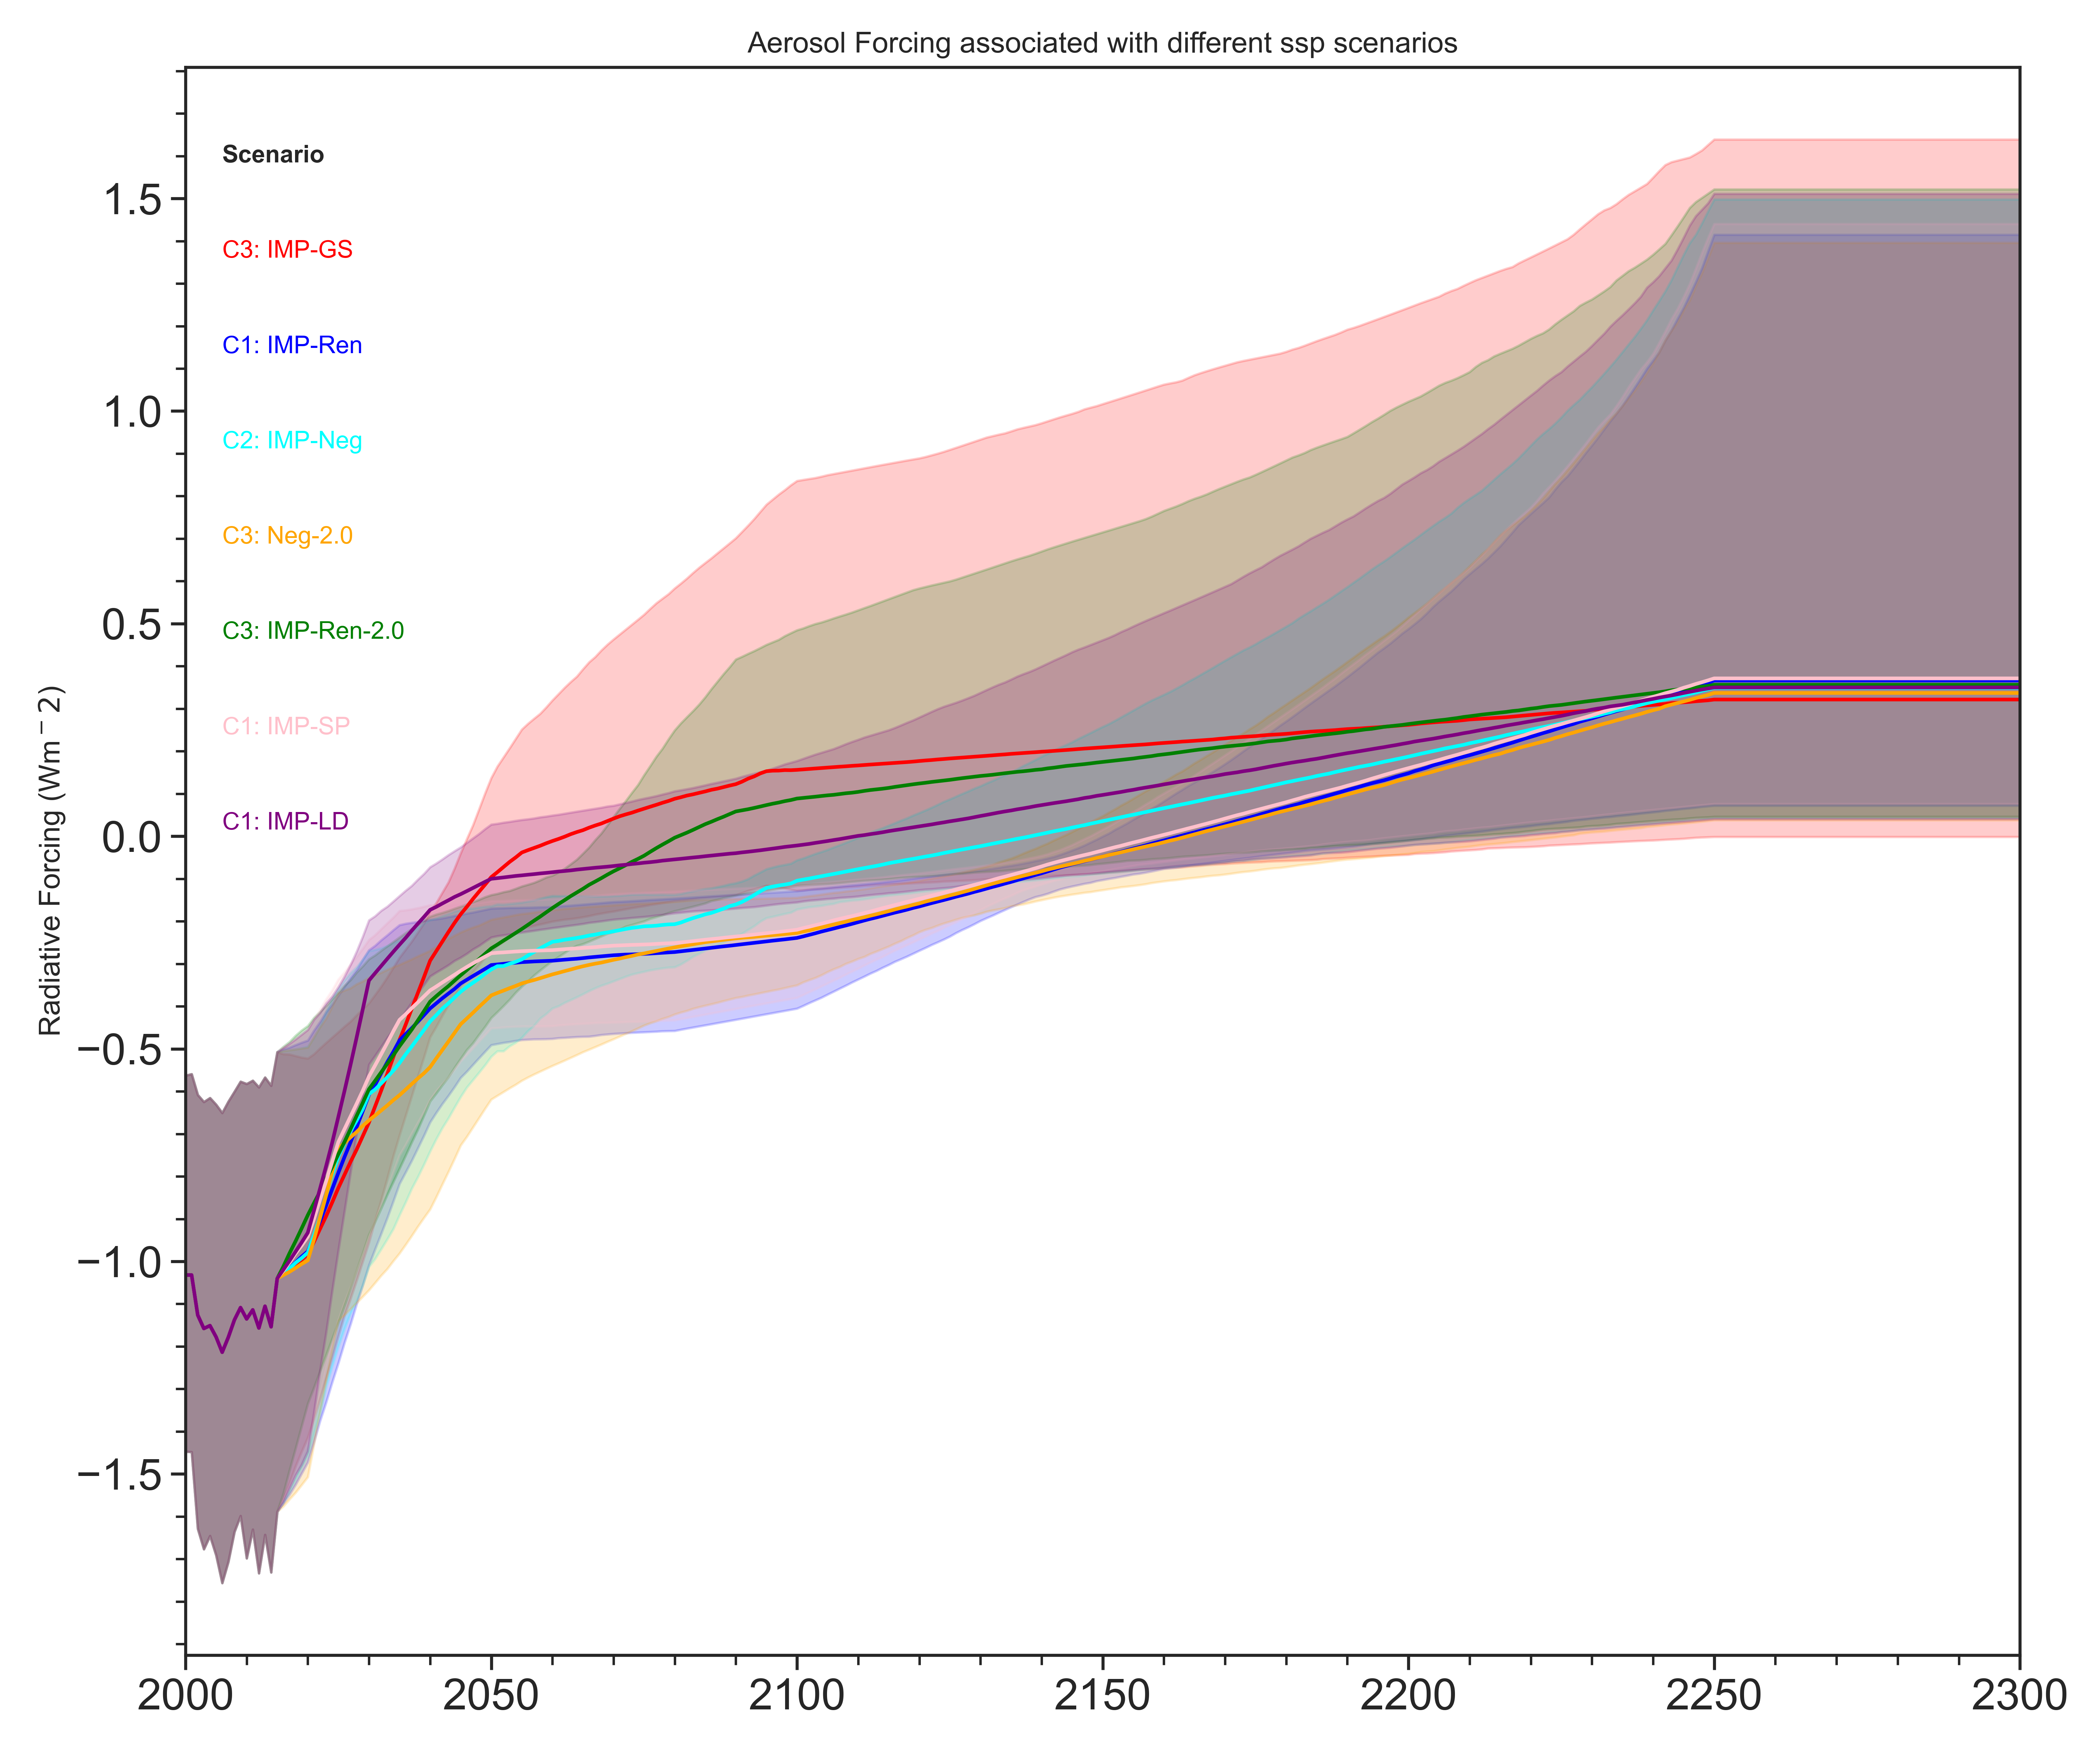 Aerosol Forcing associated with different ssp scenarios
Scenario
C3: IMP-GS
C1: IMP-Ren
C2: IMP-Neg
C3: Neg-2.0
C3: IMP-Ren-2.0
C1: IMP-SP
C1: IMP-LD
Radiative Forcing (Wm⁻2)
1.5
1.0
0.5
0.0
−0.5
−1.0
−1.5
2000 2050 2100 2150 2200 2250 2300